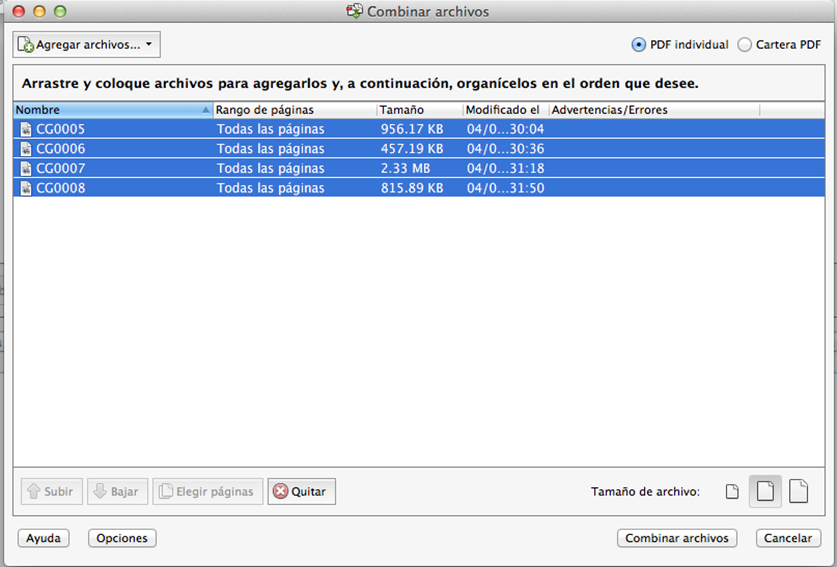 Combinar archivos
Agregar archivos... PDF individual Cartera PDF
Arrastre y coloque archivos para agregarlos y, a continuación, organícelos en el orden que desee.
Nombre Rango de páginas Tamaño Modificado el Advertencias/Errores
CG0005 Todas las páginas 956.17 KB 04/0...30:04
CG0006 Todas las páginas 457.19 KB 04/0...30:36
CG0007 Todas las páginas 2.33 MB 04/0...31:18
CG0008 Todas las páginas 815.89 KB 04/0...31:50
Subir Bajar Elegir páginas Quitar Tamaño de archivo:
Ayuda Opciones Combinar archivos Cancelar